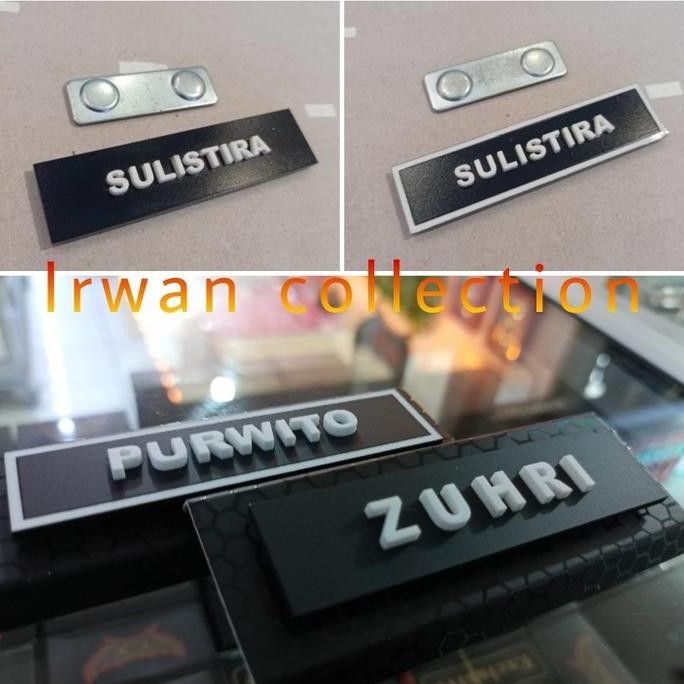 SULISTIRA
SULISTIRA
Irwan collection
PURWITO
ZUHRI